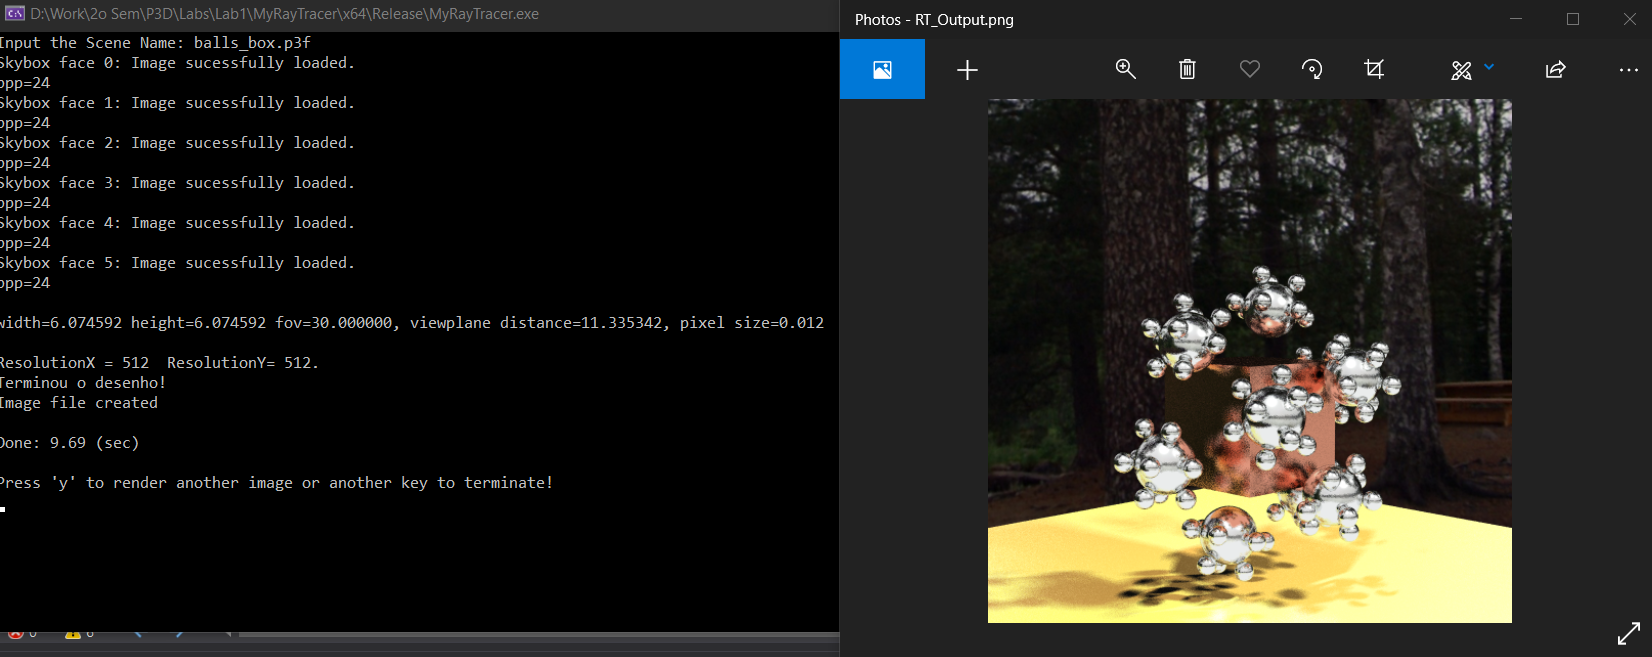 D:\Work\2o Sem\P3D\Labs\Lab1\MyRayTracer\x64\Release\MyRayTracer.exe
Input the Scene Name: balls_box.p3f
Skybox face 0: Image sucessfully loaded.
bpp=24
Skybox face 1: Image sucessfully loaded.
bpp=24
Skybox face 2: Image sucessfully loaded.
bpp=24
Skybox face 3: Image sucessfully loaded.
bpp=24
Skybox face 4: Image sucessfully loaded.
bpp=24
Skybox face 5: Image sucessfully loaded.
bpp=24
width=6.074592 height=6.074592 fov=30.000000, viewplane distance=11.335342, pixel size=0.012
ResolutionX = 512  ResolutionY= 512.
Terminou o desenho!
Image file created
Done: 9.69 (sec)
Press 'y' to render another image or another key to terminate!
Photos - RT_Output.png